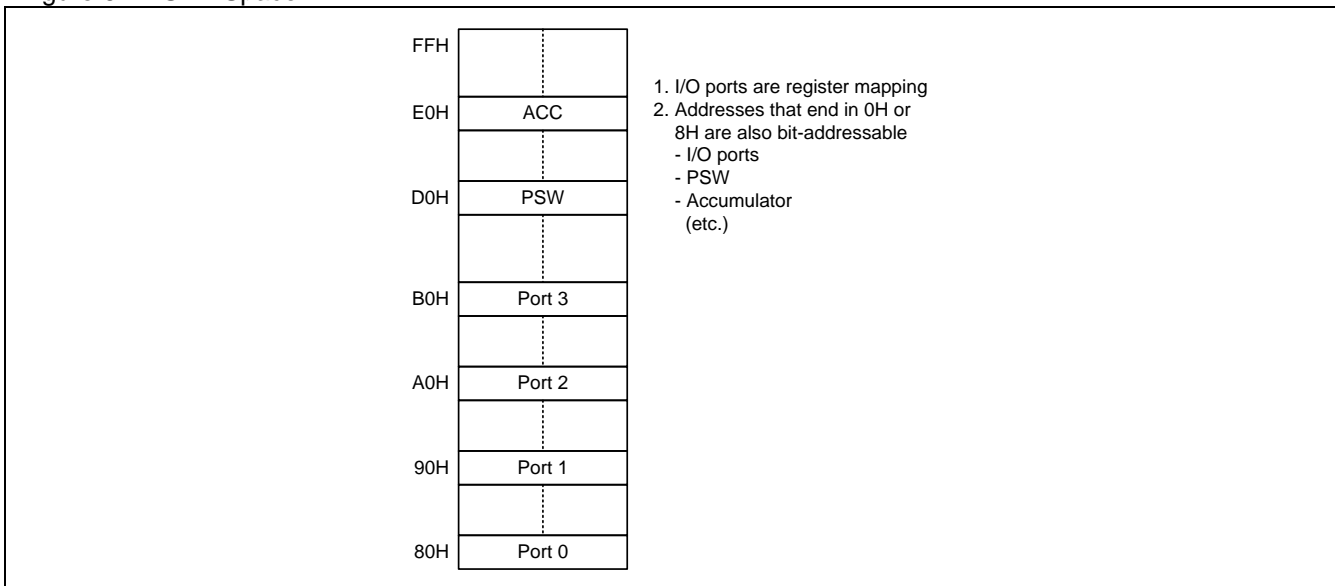 FFH
E0H ACC
D0H PSW
B0H Port 3
A0H Port 2
90H Port 1
80H Port 0
1. I/O ports are register mapping
2. Addresses that end in 0H or
8H are also bit-addressable
- I/O ports
- PSW
- Accumulator
(etc.)